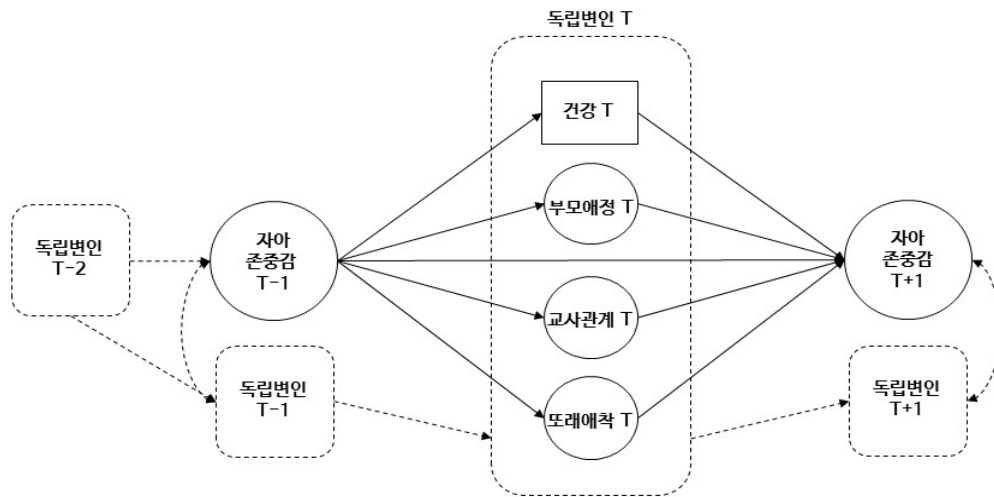 독립변인 T
건강 T
부모애정 T
독립변인
T-2
자아
존중감
T-1
자아
존중감
T+1
교사관계 T
독립변인
T-1
또래애착 T
독립변인
T+1